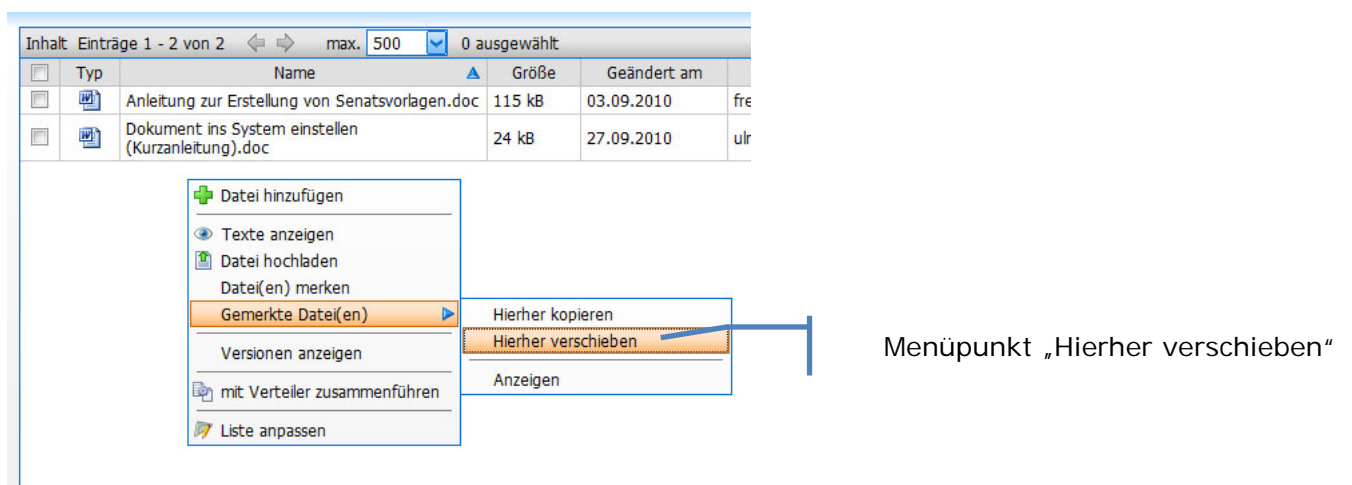 Inhalt Einträge 1 - 2 von 2 max. 500 0 ausgewählt
Typ Name Größe Geändert am
Anleitung zur Erstellung von Senatsvorlagen.doc 115 kB 03.09.2010 fre
Dokument ins System einstellen
(Kurzanleitung).doc 24 kB 27.09.2010
Datei hinzufügen
Texte anzeigen
Datei hochladen
Datei(en) merken
Gemerkte Datei(en)
Hierher kopieren
Hierher verschieben
Anzeigen
Versionen anzeigen
mit Verteiler zusammenführen
Liste anpassen
Menüpunkt „Hierher verschieben“